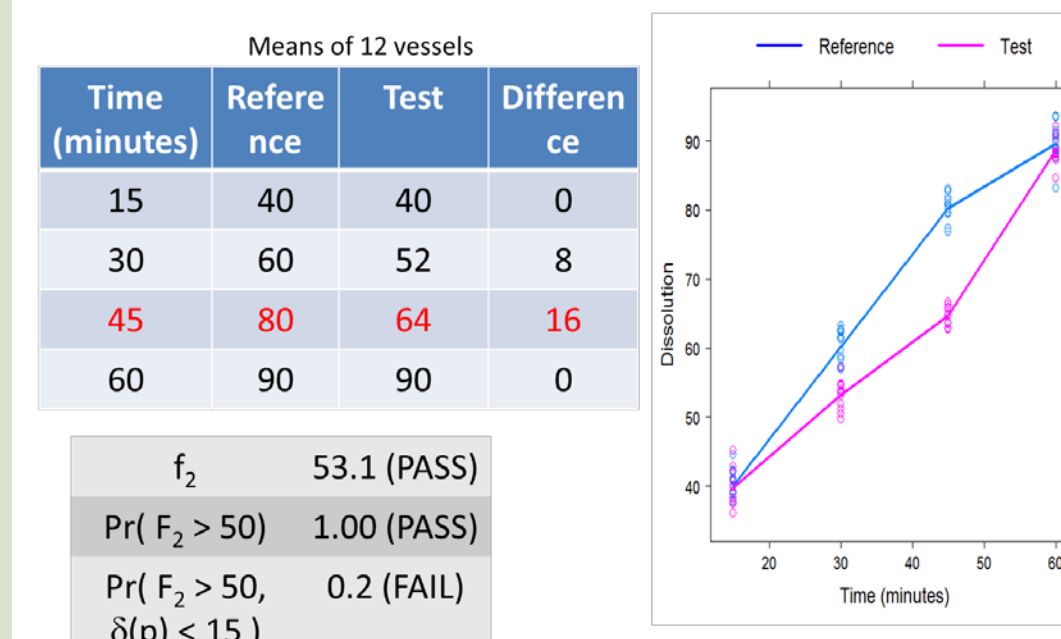 Means of 12 vessels
Time Refere Test Differen
(minutes) nce ce
15 40 40 0
30 60 52 8
45 80 64 16
60 90 90 0
f₂ 53.1 (PASS)
Pr( F₂ > 50) 1.00 (PASS)
Pr( F₂ > 50, 0.2 (FAIL)
δ(p) < 15 )
Reference Test
90
80
70
60
50
40
Dissolution
20 30 40 50 60
Time (minutes)